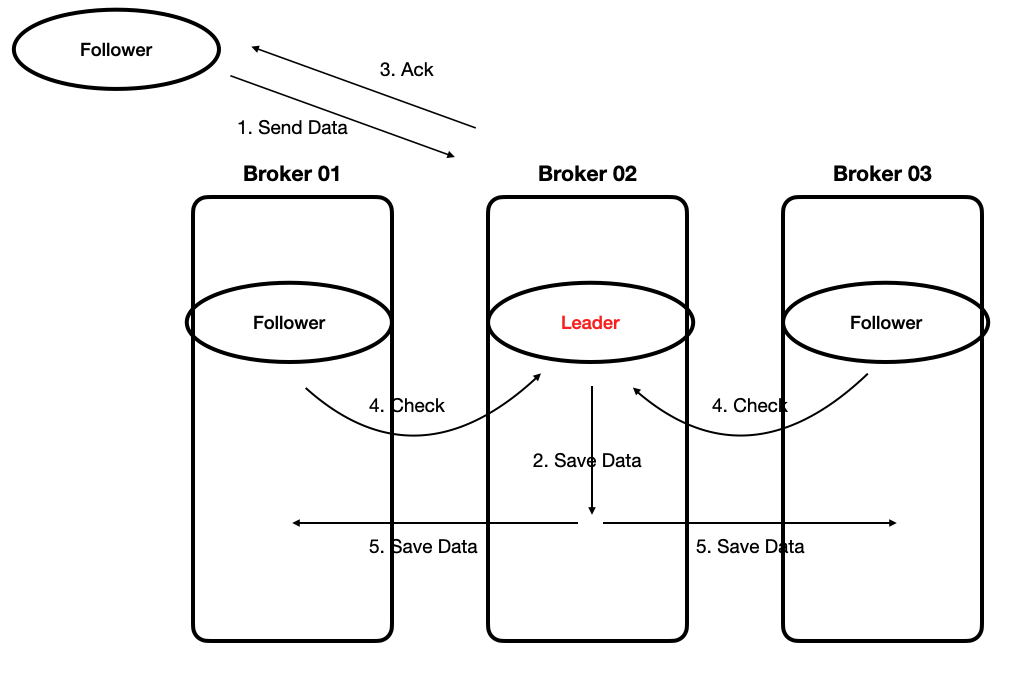 Follower
3. Ack
1. Send Data
Broker 01
Broker 02
Broker 03
Follower
Leader
Follower
4. Check
4. Check
2. Save Data
5. Save Data
5. Save Data